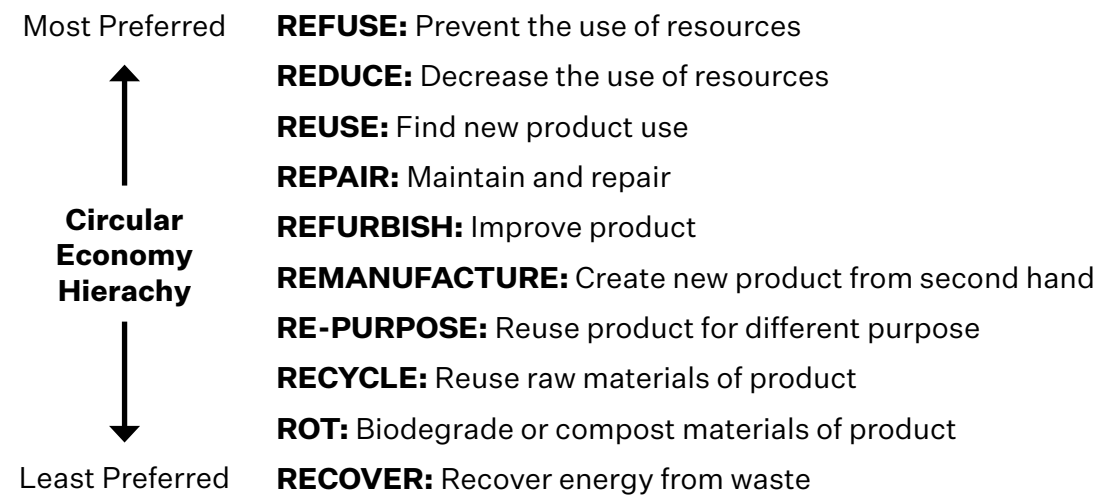 Most Preferred
REFUSE: Prevent the use of resources
REDUCE: Decrease the use of resources
REUSE: Find new product use
REPAIR: Maintain and repair
Circular
Economy
Hierachy
REFURBISH: Improve product
REMANUFACTURE: Create new product from second hand
RE-PURPOSE: Reuse product for different purpose
RECYCLE: Reuse raw materials of product
ROT: Biodegrade or compost materials of product
Least Preferred
RECOVER: Recover energy from waste